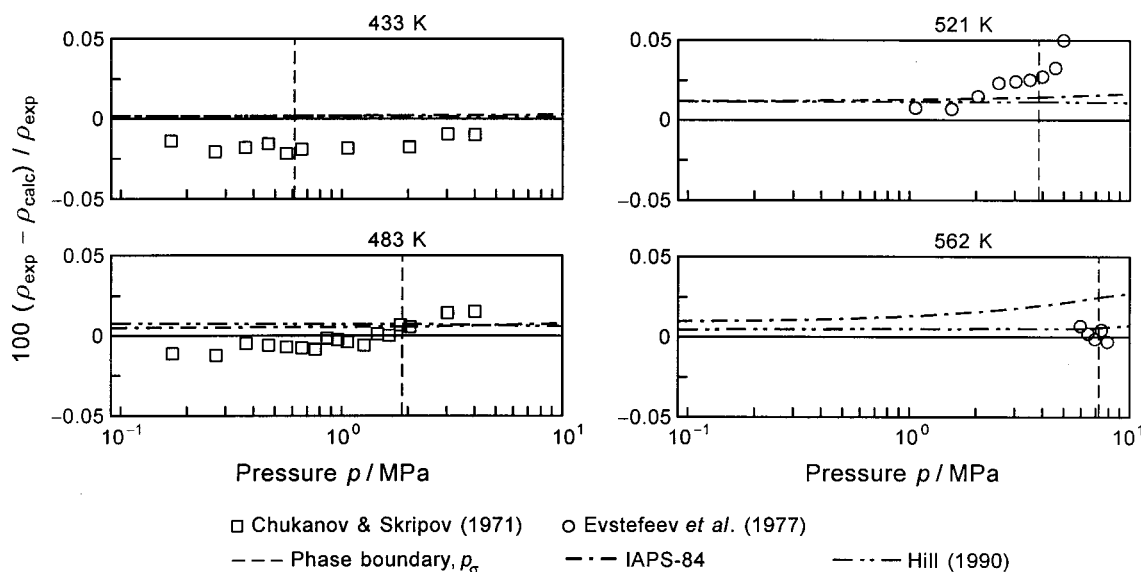 433 K
0.05
0
−0.05
521 K
0.05
0
−0.05
100 (ρexp − ρcalc) / ρexp
483 K
0.05
0
−0.05
10⁻¹ 10⁰ 10¹
Pressure p / MPa
562 K
0.05
0
−0.05
10⁻¹ 10⁰ 10¹
Pressure p / MPa
Chukanov & Skripov (1971) Evstefeev et al. (1977)
Phase boundary, pσ IAPS-84 Hill (1990)